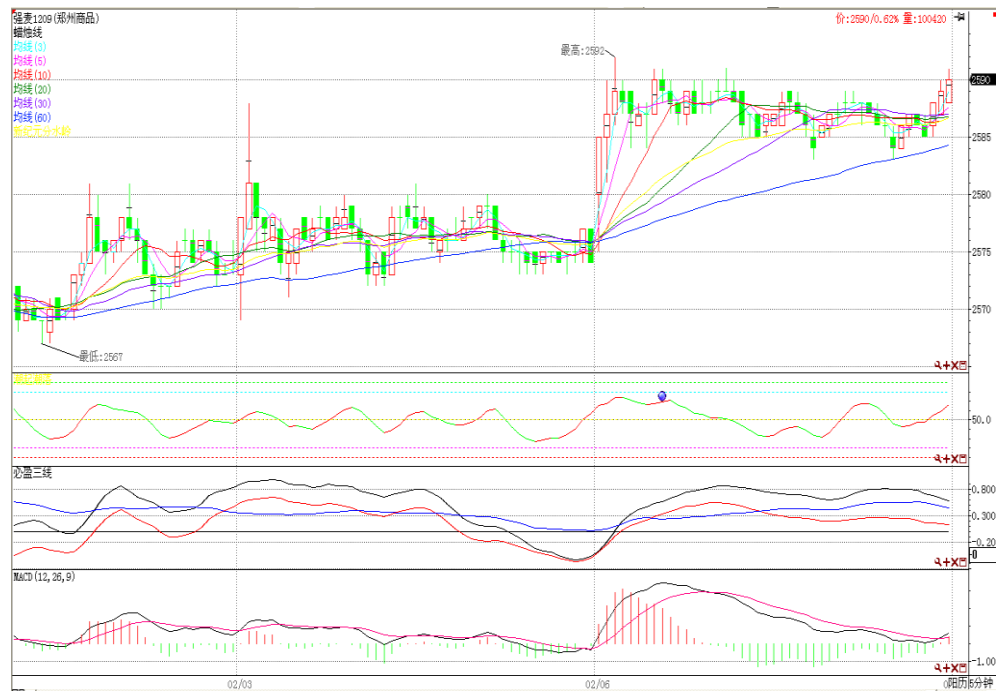 强麦1209(郑州商品)
价:2590/0.62% 量:100420
蜡烛线
均线(3)
均线(5)
均线(10)
均线(20)
均线(30)
均线(60)
最高:2592
2590
2585
2580
2575
2570
最低:2567
50.0
必盈三线
0.800
0.300
-0.20
0
MACD(12,26,9)
-1.00
02/03
02/06
阳历5分钟